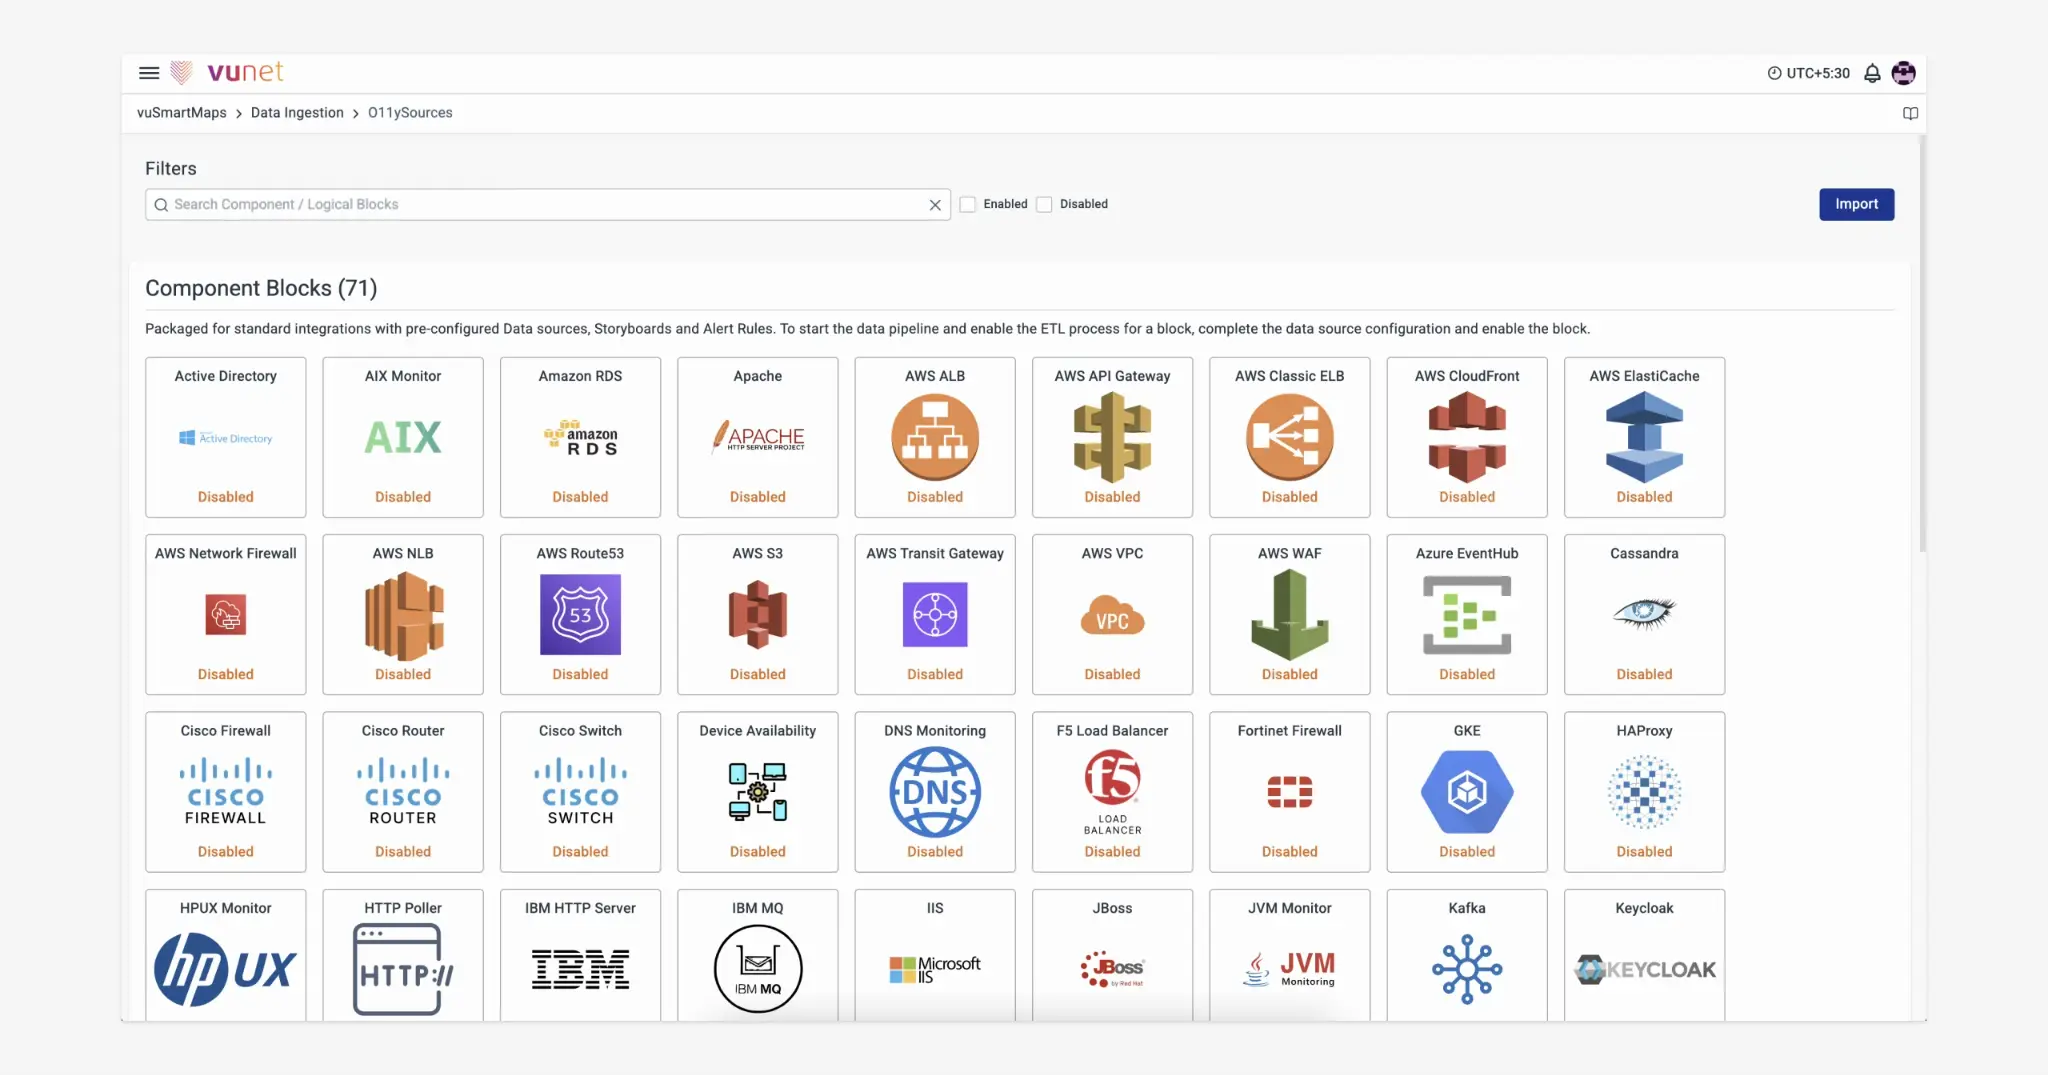 vunet
UTC+5:30
vuSmartMaps > Data Ingestion > O11ySources
Filters
Search Component / Logical Blocks
Enabled
Disabled
Import
Component Blocks (71)
Packaged for standard integrations with pre-configured Data sources, Storyboards and Alert Rules. To start the data pipeline and enable the ETL process for a block, complete the data source configuration and enable the block.
Active Directory
Active Directory
Disabled
AIX Monitor
AIX
Disabled
Amazon RDS
amazon
RDS
Disabled
Apache
APACHE
HTTP SERVER PROJECT
Disabled
AWS ALB
Disabled
AWS API Gateway
Disabled
AWS Classic ELB
Disabled
AWS CloudFront
Disabled
AWS ElastiCache
Disabled
AWS Network Firewall
Disabled
AWS NLB
Disabled
AWS Route53
53
Disabled
AWS S3
Disabled
AWS Transit Gateway
Disabled
AWS VPC
VPC
Disabled
AWS WAF
Disabled
Azure EventHub
Disabled
Cassandra
Disabled
Cisco Firewall
CISCO
FIREWALL
Disabled
Cisco Router
CISCO
ROUTER
Disabled
Cisco Switch
CISCO
SWITCH
Disabled
Device Availability
Disabled
DNS Monitoring
DNS
Disabled
F5 Load Balancer
f5
LOAD
BALANCER
Disabled
Fortinet Firewall
Disabled
GKE
Disabled
HAProxy
Disabled
HPUX Monitor
hp UX
HTTP Poller
HTTP://
IBM HTTP Server
IBM
IBM MQ
IBM MQ
IIS
Microsoft
IIS
JBoss
JBoss
by Red Hat
JVM Monitor
JVM
Monitoring
Kafka
Keycloak
KEYCLOAK